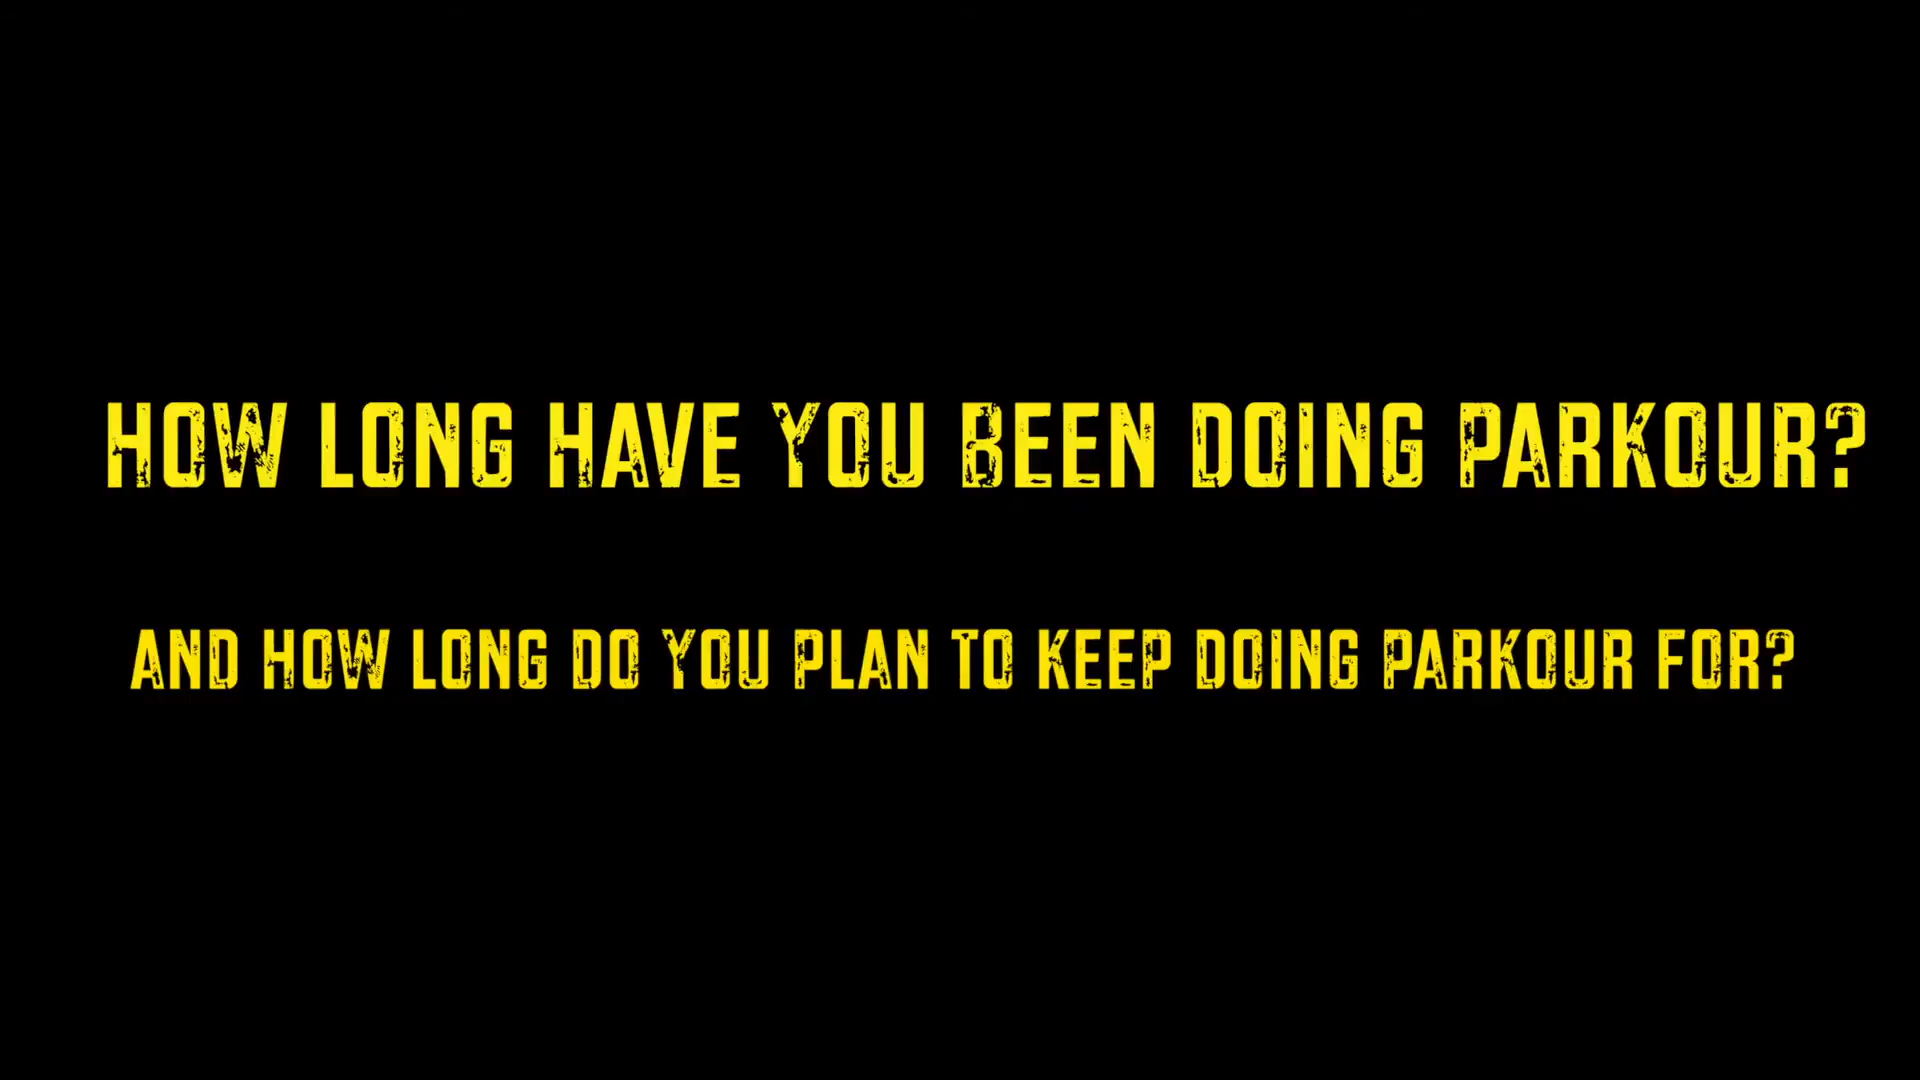 HOW LONG HAVE YOU BEEN DOING PARKOUR?
AND HOW LONG DO YOU PLAN TO KEEP DOING PARKOUR FOR?